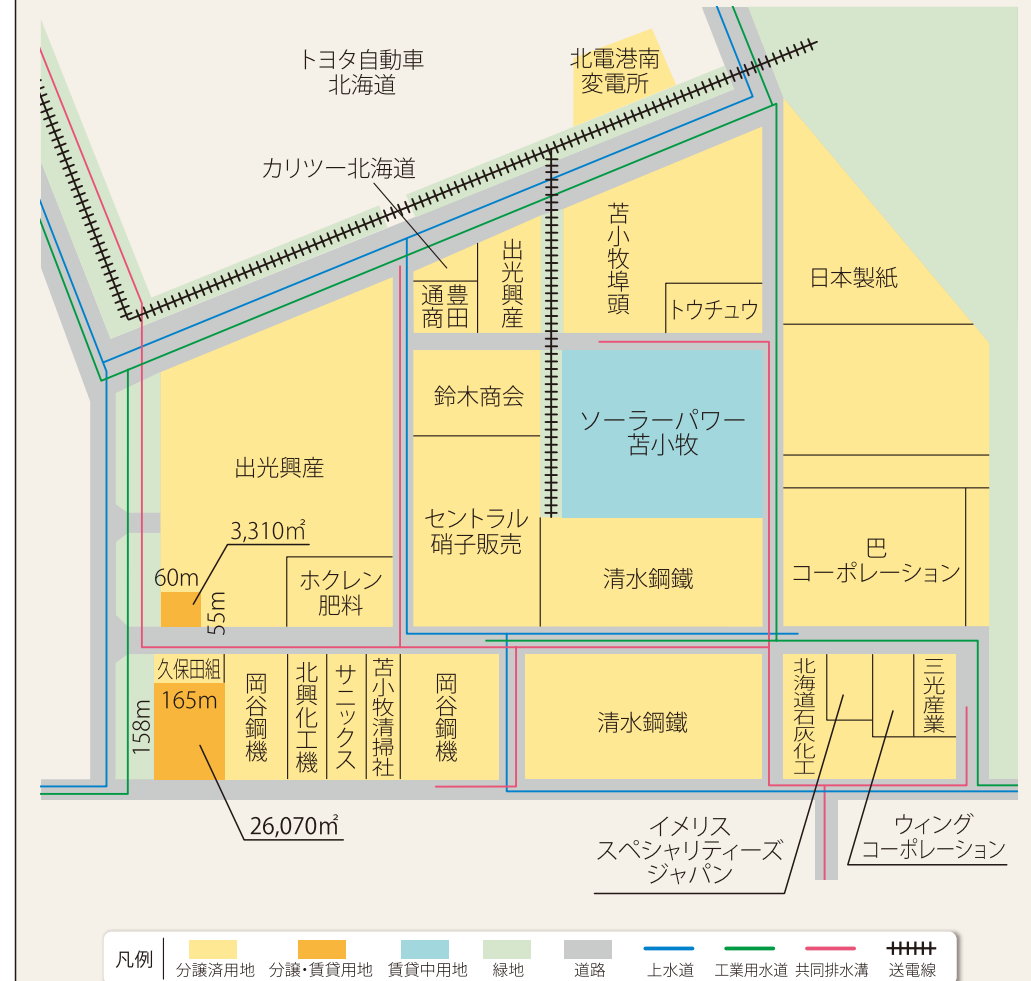 トヨタ自動車
北海道
北電港南
変電所
カリツー北海道
出光興産
苫小牧埠頭
日本製紙
豊田
通商
トウチュウ
鈴木商会
ソーラーパワー
苫小牧
出光興産
セントラル
硝子販売
3,310㎡
巴
コーポレーション
60m
55m
ホクレン
肥料
清水鋼鐵
久保田組
165m
158m
岡谷鋼機
北興化工機
サニックス
苫小牧清掃社
岡谷鋼機
清水鋼鐵
北海道石灰化工
三光産業
26,070㎡
イメリス
スペシャリティーズ
ジャパン
ウィング
コーポレーション
凡例
分譲済用地
分譲・賃貸用地
賃貸中用地
緑地
道路
上水道
工業用水道
共同排水溝
送電線